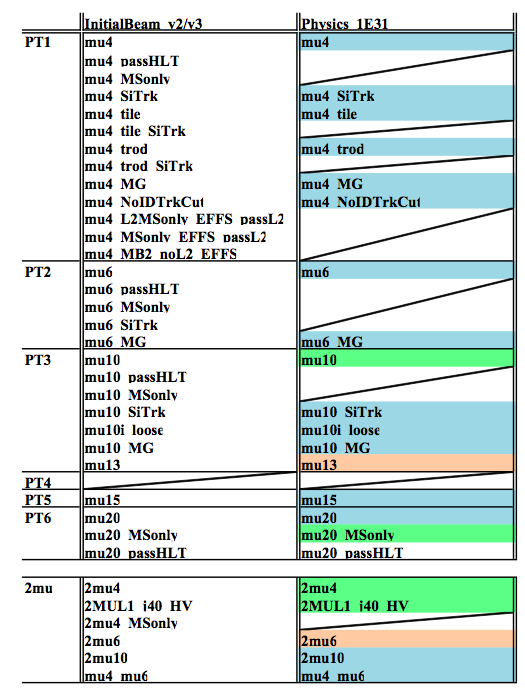 InitialBeam v2/v3 Physics 1E31
PT1 mu4 mu4
mu4 passHLT
mu4 MSonly
mu4 SiTrk mu4 SiTrk
mu4 tile mu4 tile
mu4 tile SiTrk
mu4 trod mu4 trod
mu4 trod SiTrk
mu4 MG mu4 MG
mu4 NoIDTrkCut mu4 NoIDTrkCut
mu4 L2MSonly EFFS passL2
mu4 MSonly EFFS passL2
mu4 MB2 noL2 EFFS
PT2 mu6 mu6
mu6 passHLT
mu6 MSonly
mu6 SiTrk
mu6 MG mu6 MG
PT3 mu10 mu10
mu10 passHLT
mu10 MSonly
mu10 SiTrk mu10 SiTrk
mu10i loose mu10i loose
mu10 MG mu10 MG
mu13 mu13
PT4
PT5 mu15 mu15
PT6 mu20 mu20
mu20 MSonly mu20 MSonly
mu20 passHLT mu20 passHLT
2mu 2mu4 2mu4
2MUL1 j40 HV 2MUL1 j40 HV
2mu4 MSonly
2mu6 2mu6
2mu10 2mu10
mu4 mu6 mu4 mu6